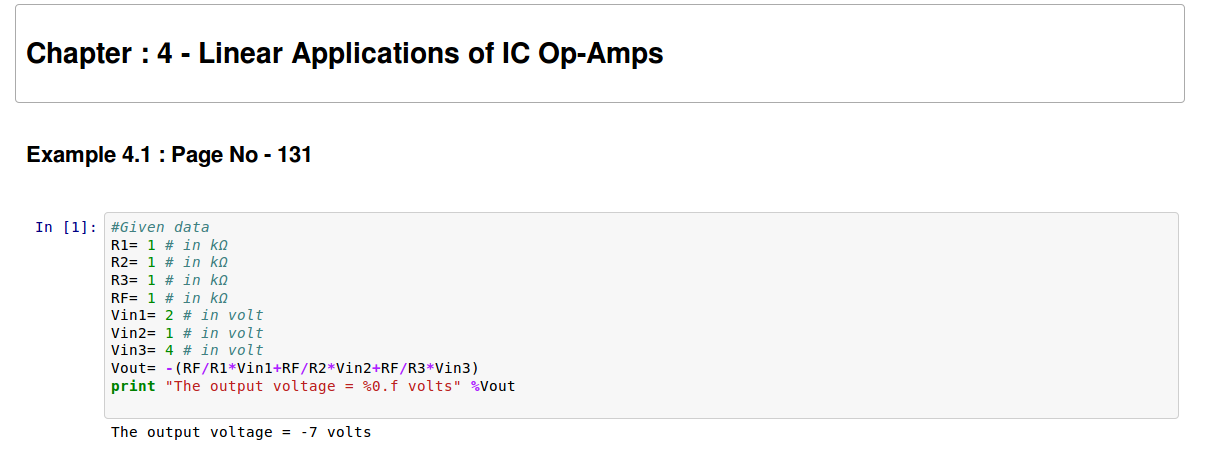 Chapter : 4 - Linear Applications of IC Op-Amps
Example 4.1 : Page No - 131
In [1]: #Given data
R1= 1 # in kΩ
R2= 1 # in kΩ
R3= 1 # in kΩ
RF= 1 # in kΩ
Vin1= 2 # in volt
Vin2= 1 # in volt
Vin3= 4 # in volt
Vout= -(RF/R1*Vin1+RF/R2*Vin2+RF/R3*Vin3)
print "The output voltage = %0.f volts" %Vout
The output voltage = -7 volts